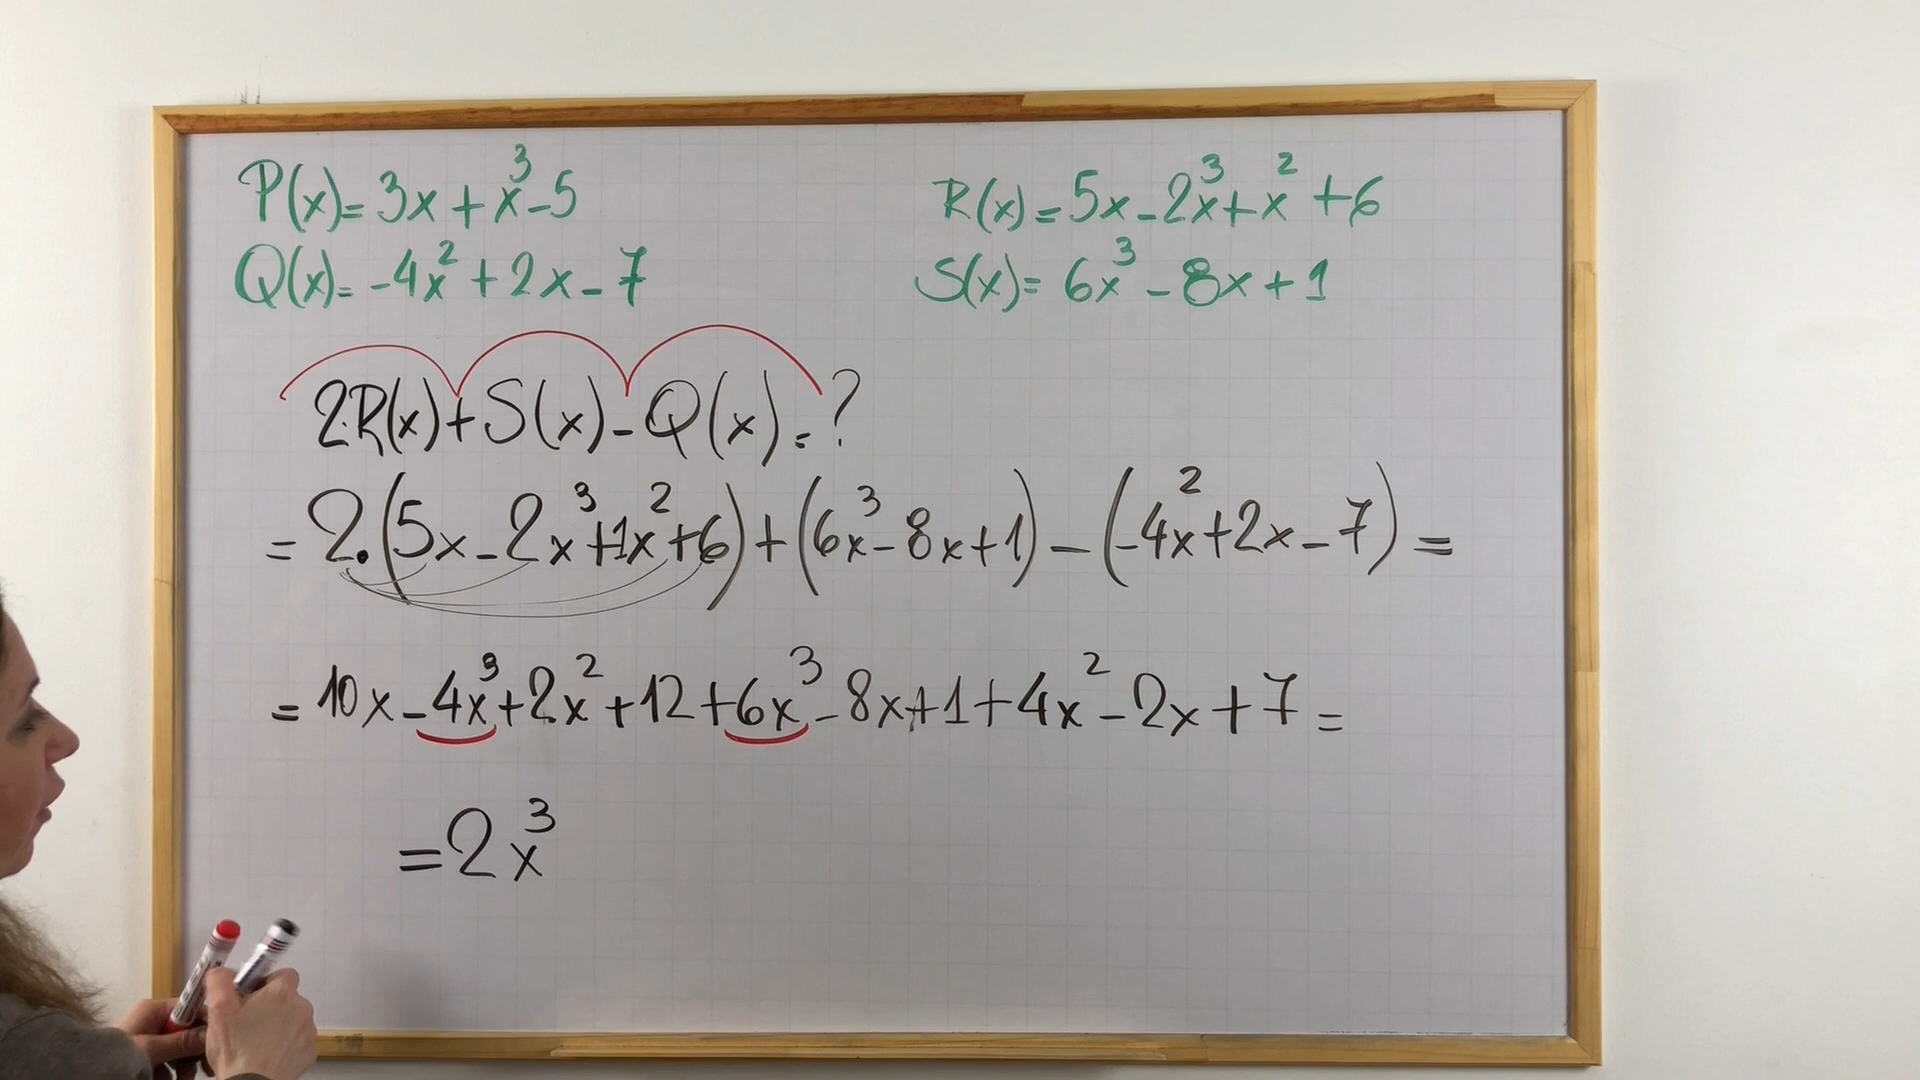 P(x)=3x+x³-5
R(x)=5x-2x³+x²+6
Q(x)=-4x²+2x-7
S(x)=6x³-8x+1
2·R(x)+S(x)-Q(x)=?
=2·(5x-2x³+1x²+6)+(6x³-8x+1)-(-4x²+2x-7)=
=10x-4x³+2x²+12+6x³-8x+1+4x²-2x+7=
=2x³